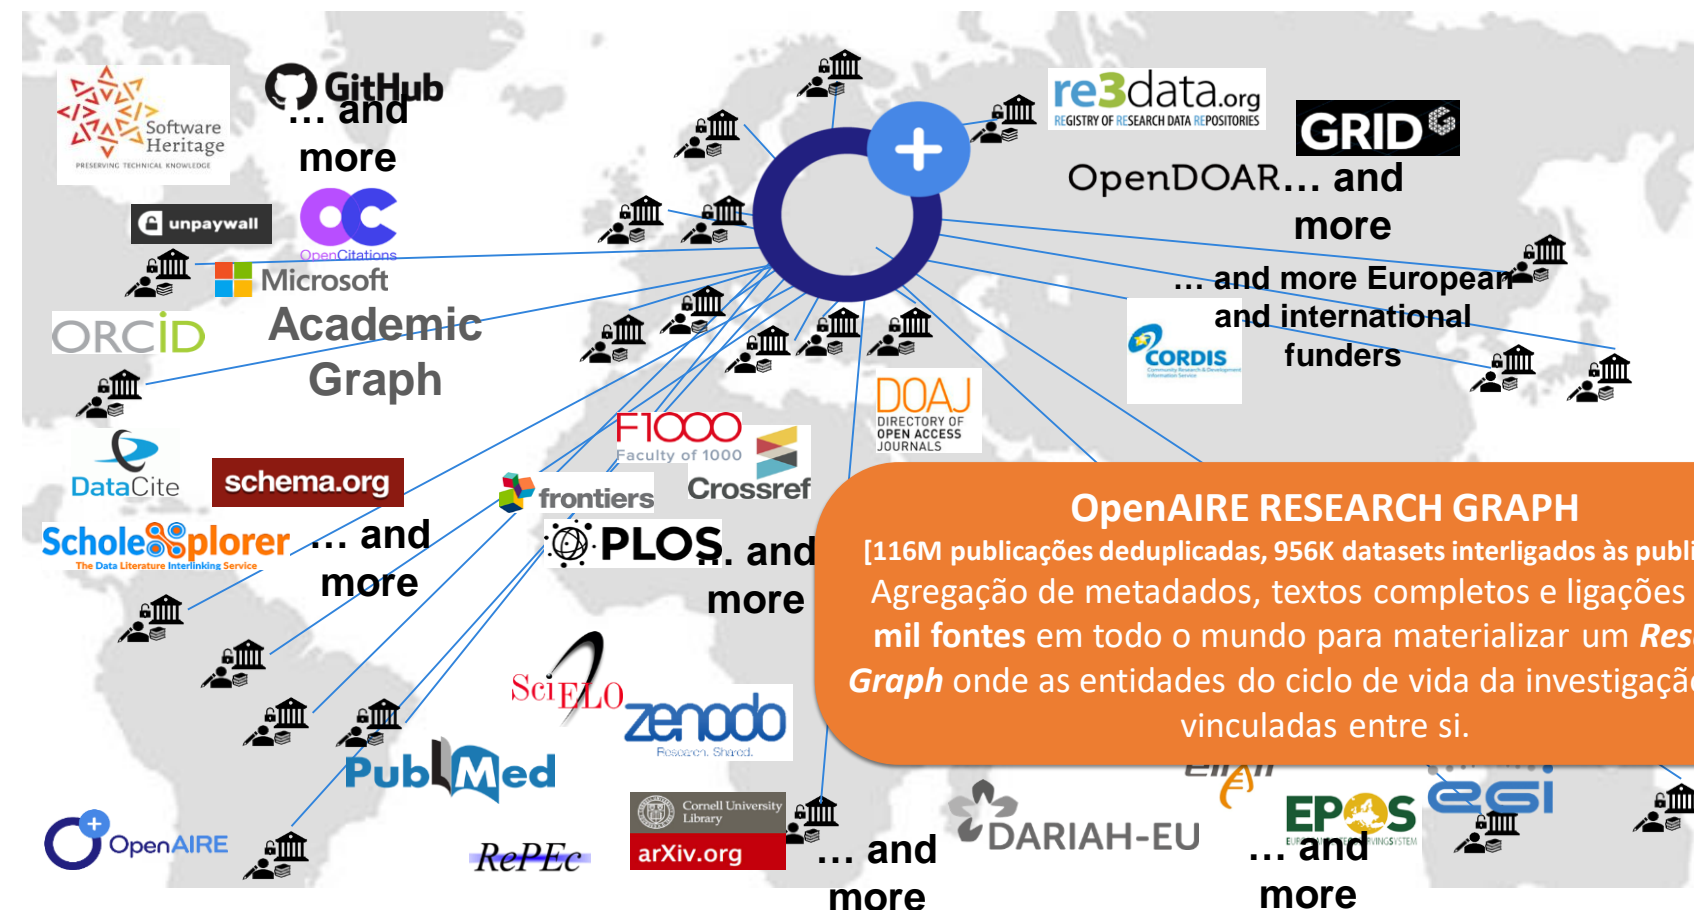 Software
Heritage
PRESERVING TECHNICAL KNOWLEDGE
GitHub
... and
more
unpaywall
OpenCitations
Microsoft
Academic
Graph
ORCiD
DataCite
schema.org
Scholexplorer
The Data Literature Interlinking Service
... and
more
re3data.org
REGISTRY OF RESEARCH DATA REPOSITORIES
GRID
OpenDOAR
... and
more
... and more European
and international
funders
CORDIS
Community Research & Development
Information Service
DOAJ
DIRECTORY OF
OPEN ACCESS
JOURNALS
F1000
Faculty of 1000
Crossref
frontiers
PLOS
... and
more
OpenAIRE RESEARCH GRAPH
[116M publicações deduplicadas, 956K datasets interligados às publi
Agregação de metadados, textos completos e ligações
mil fontes em todo o mundo para materializar um Res
Graph onde as entidades do ciclo de vida da investigação
vinculadas entre si.
SciELO
zenodo
Research. Shared.
PubMed
OpenAIRE
RePEc
Cornell University
Library
arXiv.org
... and
more
DARIAH-EU
EPOS
egi
... and
more